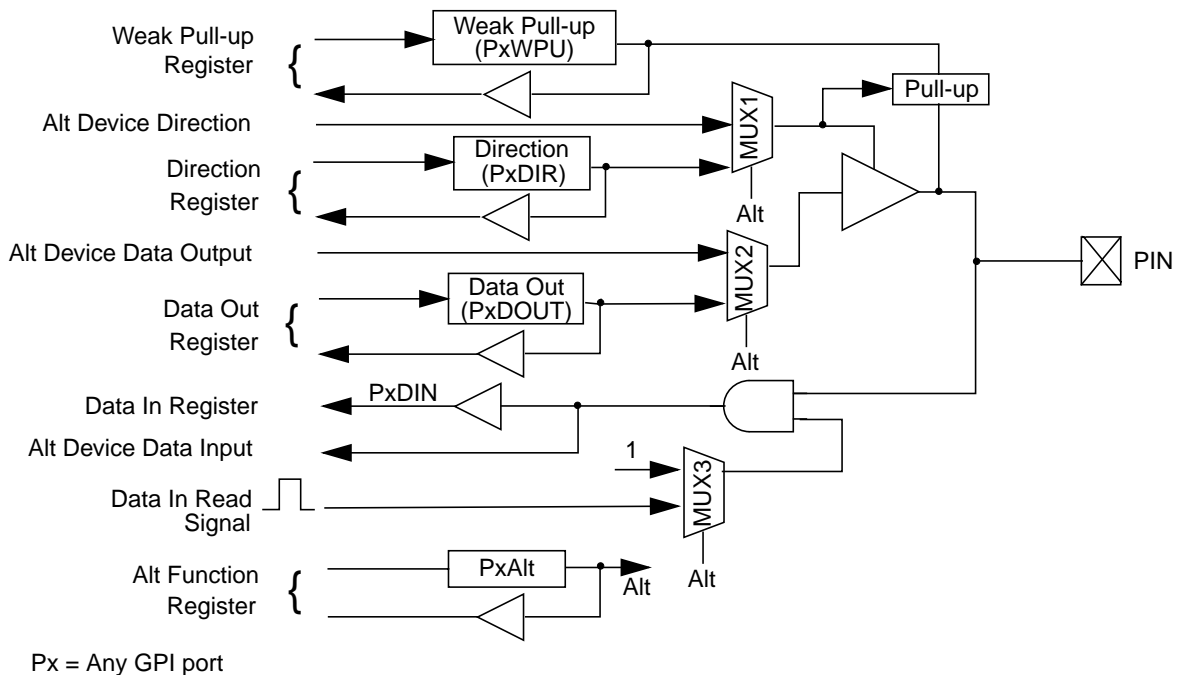 Weak Pull-up
Register
{
Weak Pull-up
(PxWPU)
Pull-up
Alt Device Direction
MUX1
Direction
Register
{
Direction
(PxDIR)
Alt
Alt Device Data Output
MUX2
PIN
Data Out
Register
{
Data Out
(PxDOUT)
Alt
Data In Register
PxDIN
Alt Device Data Input
1
MUX3
Data In Read
Signal
Alt
Alt Function
Register
{
PxAlt
Alt
Px = Any GPI port